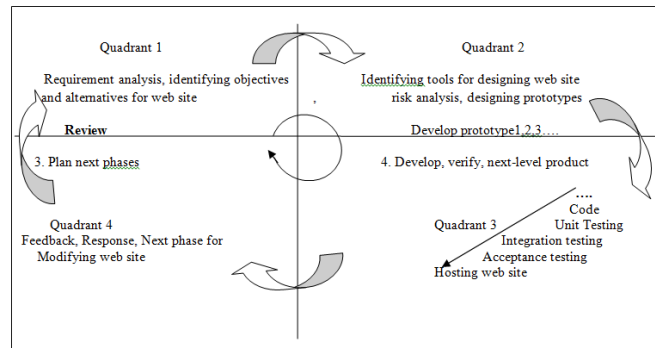 Quadrant 1
Requirement analysis, identifying objectives
and alternatives for web site
Review
Quadrant 2
Identifying tools for designing web site
risk analysis, designing prototypes
Develop prototype1,2,3….
3. Plan next phases
4. Develop, verify, next-level product
Quadrant 4
Feedback, Response, Next phase for
Modifying web site
Quadrant 3
….
Code
Unit Testing
Integration testing
Acceptance testing
Hosting web site